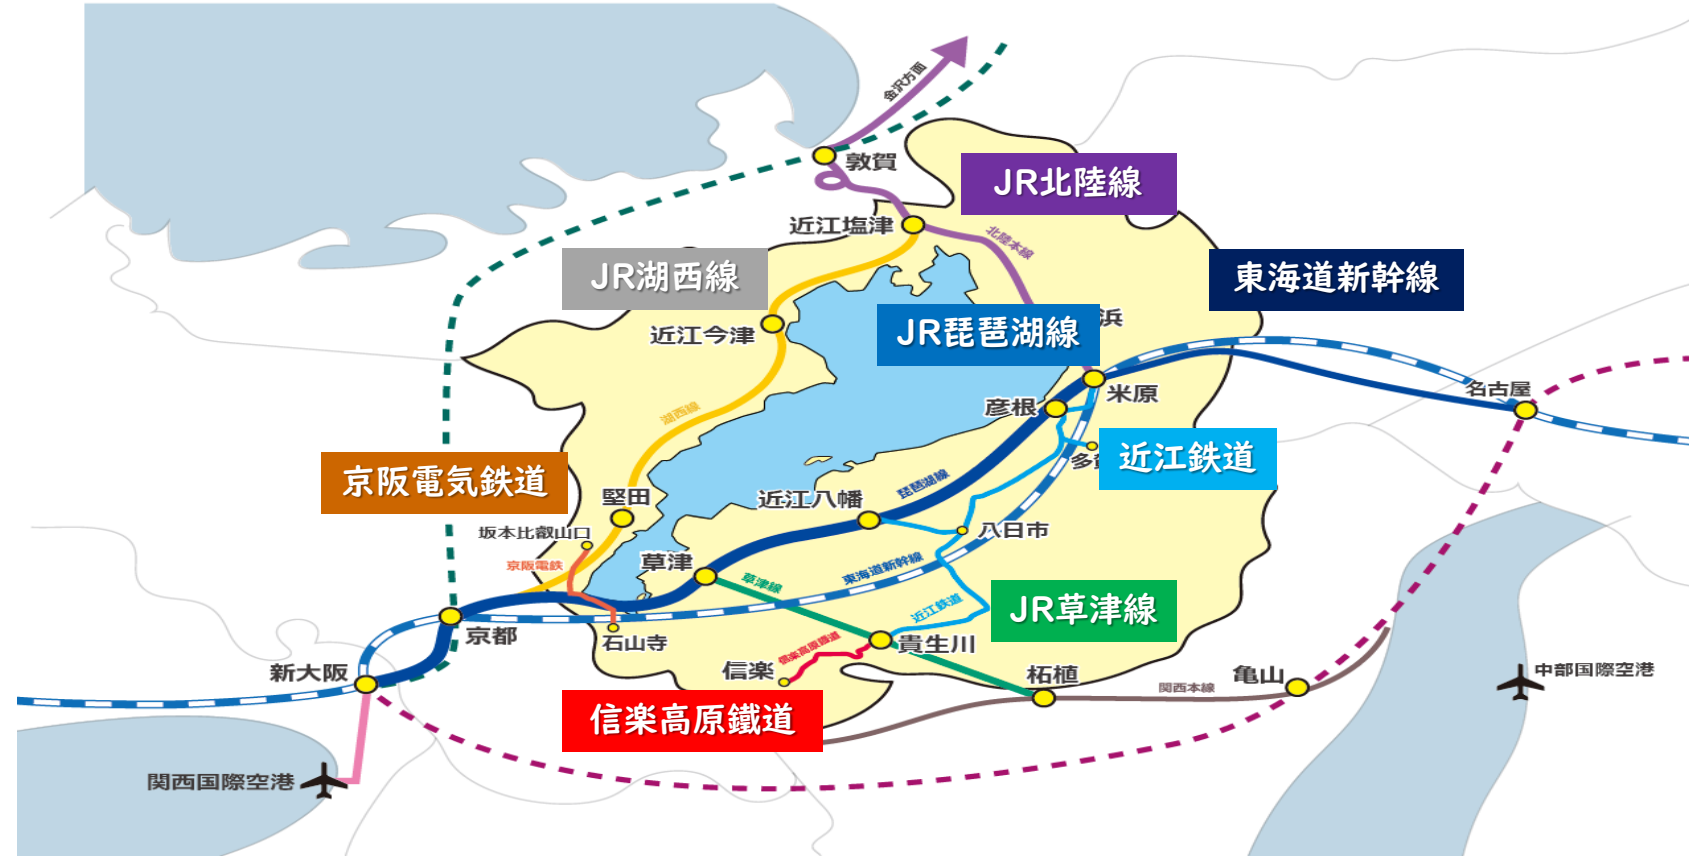 金沢方面
敦賀
JR北陸線
近江塩津
北陸本線
JR湖西線
東海道新幹線
近江今津
JR琵琶湖線
浜
米原
名古屋
彦根
湖西線
近江鉄道
多
京阪電気鉄道
堅田
近江八幡
琵琶湖線
八日市
坂本比叡山口
京阪電鉄
草津
草津線
東海道新幹線
近江鉄道
JR草津線
京都
石山寺
貴生川
信楽高原鐵道
信楽
新大阪
柘植
関西本線
亀山
中部国際空港
信楽高原鐵道
関西国際空港